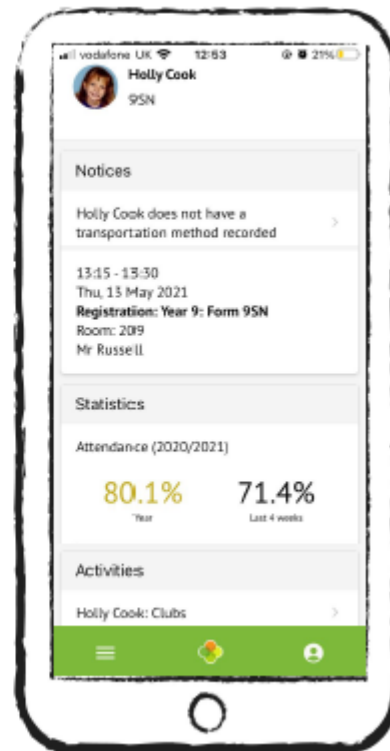 vodafone UK 12:53 21%
Holly Cook
9SN
Notices
Holly Cook does not have a
transportation method recorded
13:15 - 13:30
Thu, 13 May 2021
Registration: Year 9: Form 9SN
Room: 20I9
Mr Russell
Statistics
Attendance (2020/2021)
80.1% 71.4%
Year Last 4 weeks
Activities
Holly Cook: Clubs